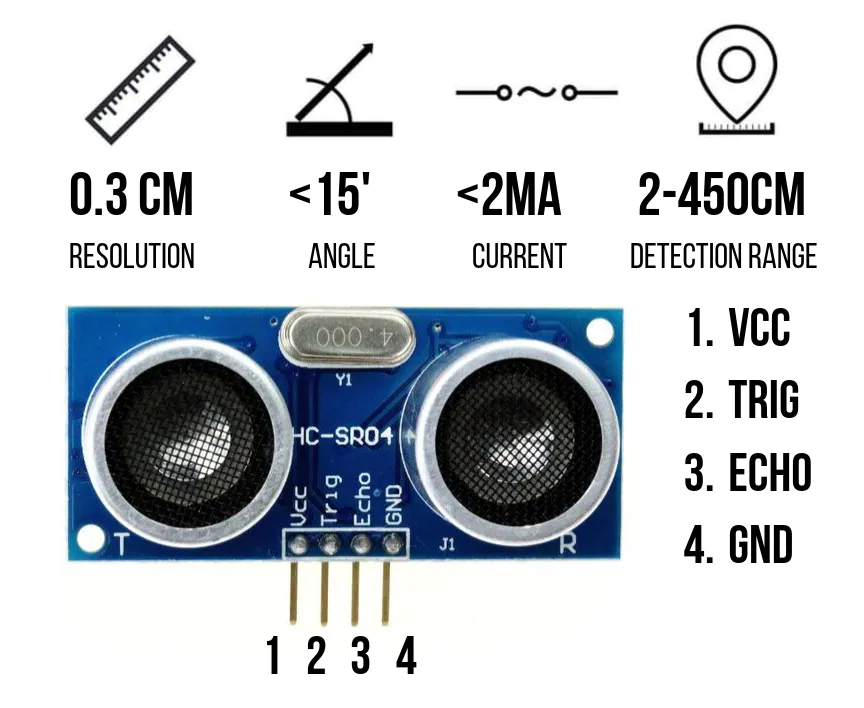 0.3 CM
<15'
<2MA
2-450CM
RESOLUTION
ANGLE
CURRENT
DETECTION RANGE
4.000
Y1
HC-SR04
Vcc
Trig
Echo
GND
T
J1
R
1. VCC
2. TRIG
3. ECHO
4. GND
1 2 3 4